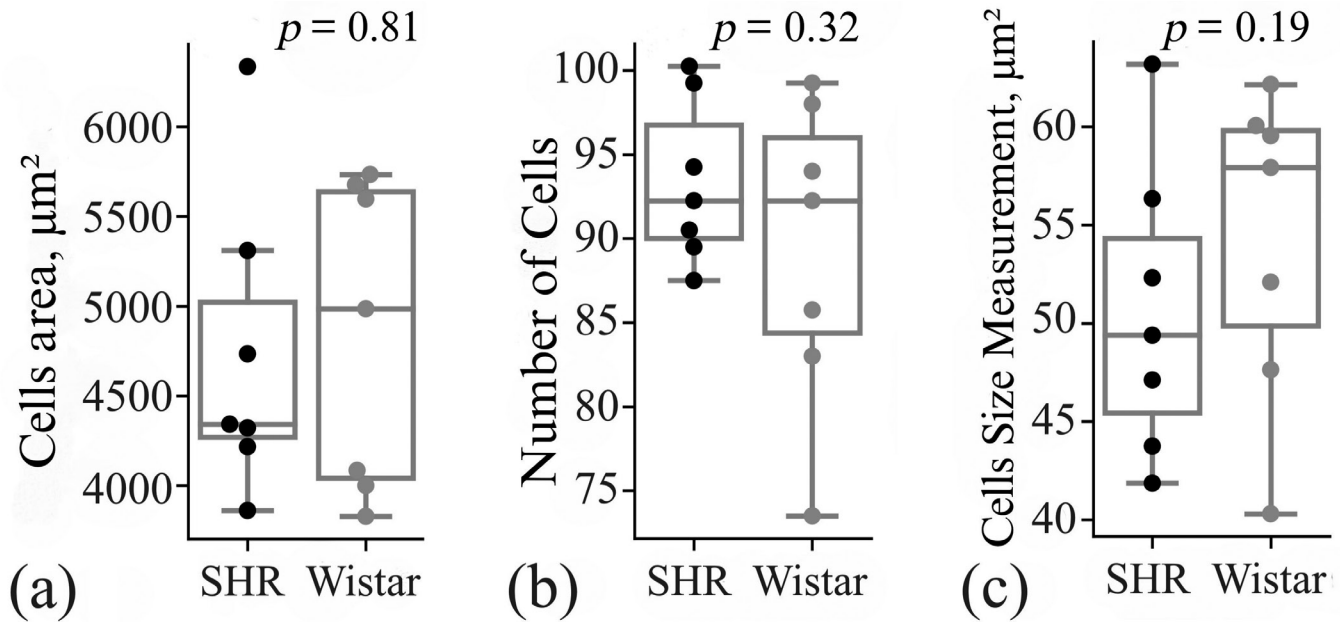 p = 0.81
Cells area, μm²
6000
5500
5000
4500
4000
SHR Wistar
(a)
p = 0.32
Number of Cells
100
95
90
85
80
75
SHR Wistar
(b)
p = 0.19
Cells Size Measurement, μm²
60
55
50
45
40
SHR Wistar
(c)